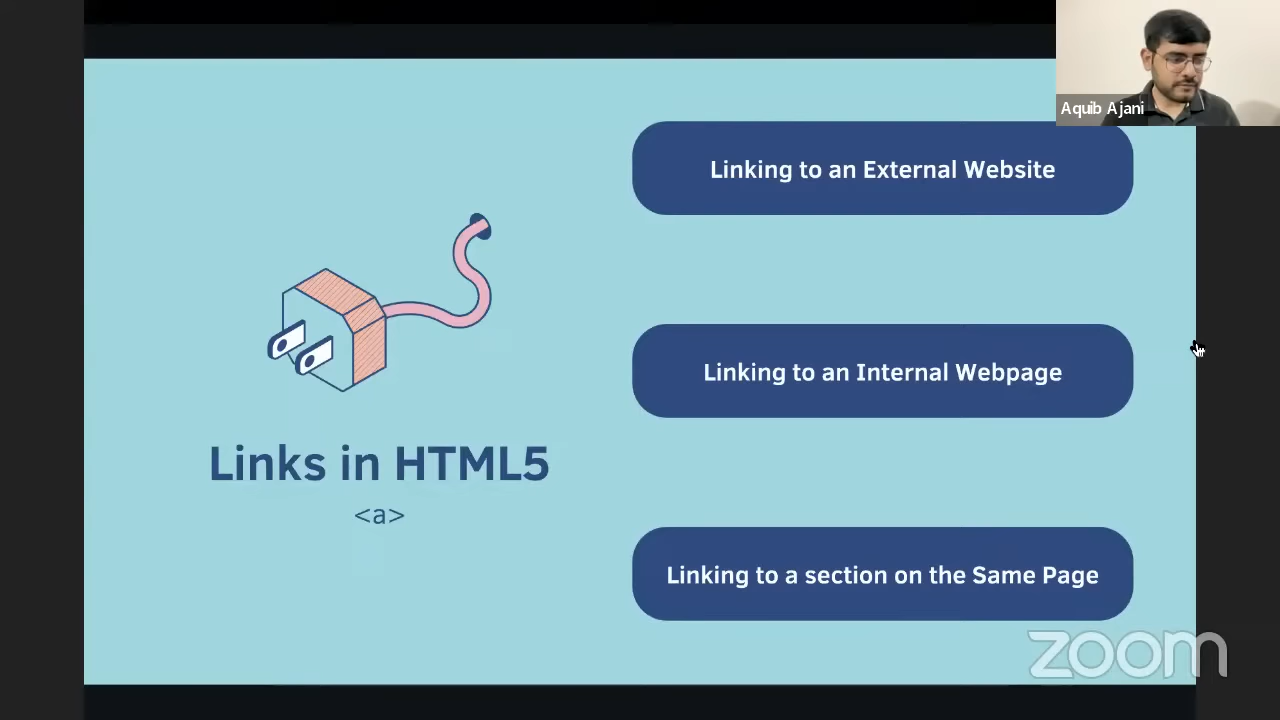 Aquib Ajani
Linking to an External Website
Linking to an Internal Webpage
Links in HTML5
<a>
Linking to a section on the Same Page
zoom